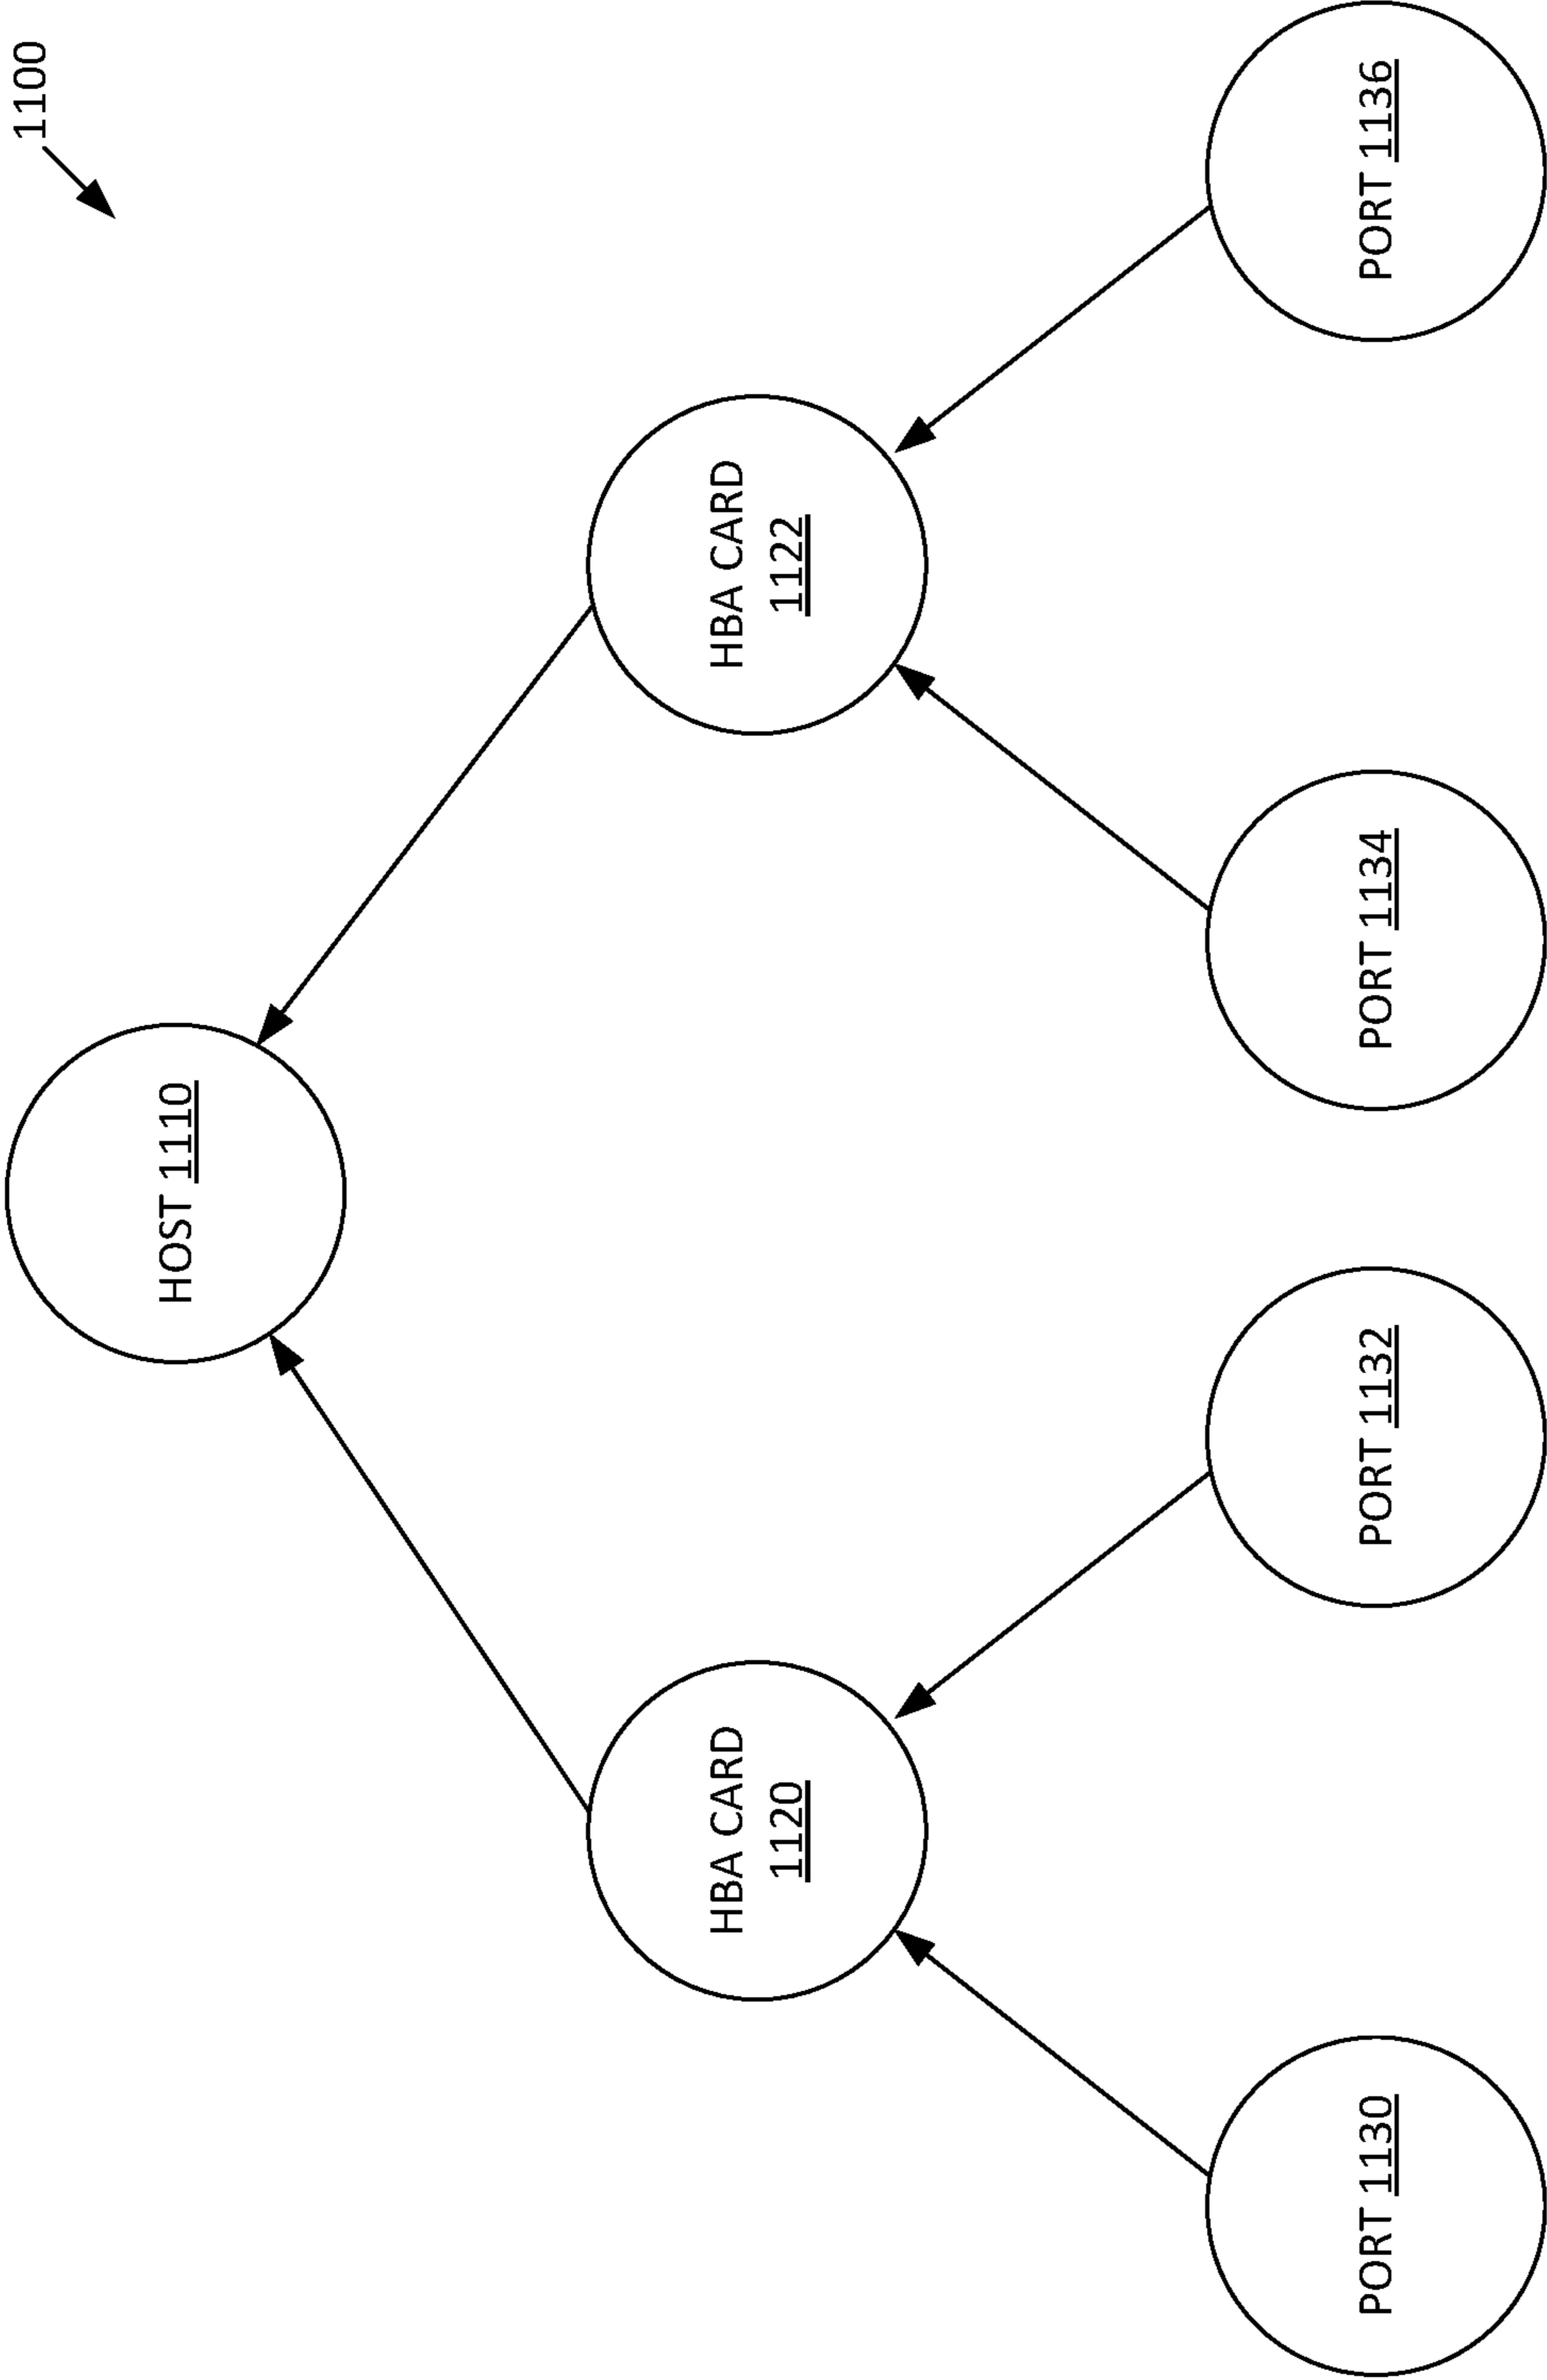 1100
HOST 1110
HBA CARD
1120
HBA CARD
1122
PORT 1130
PORT 1132
PORT 1134
PORT 1136